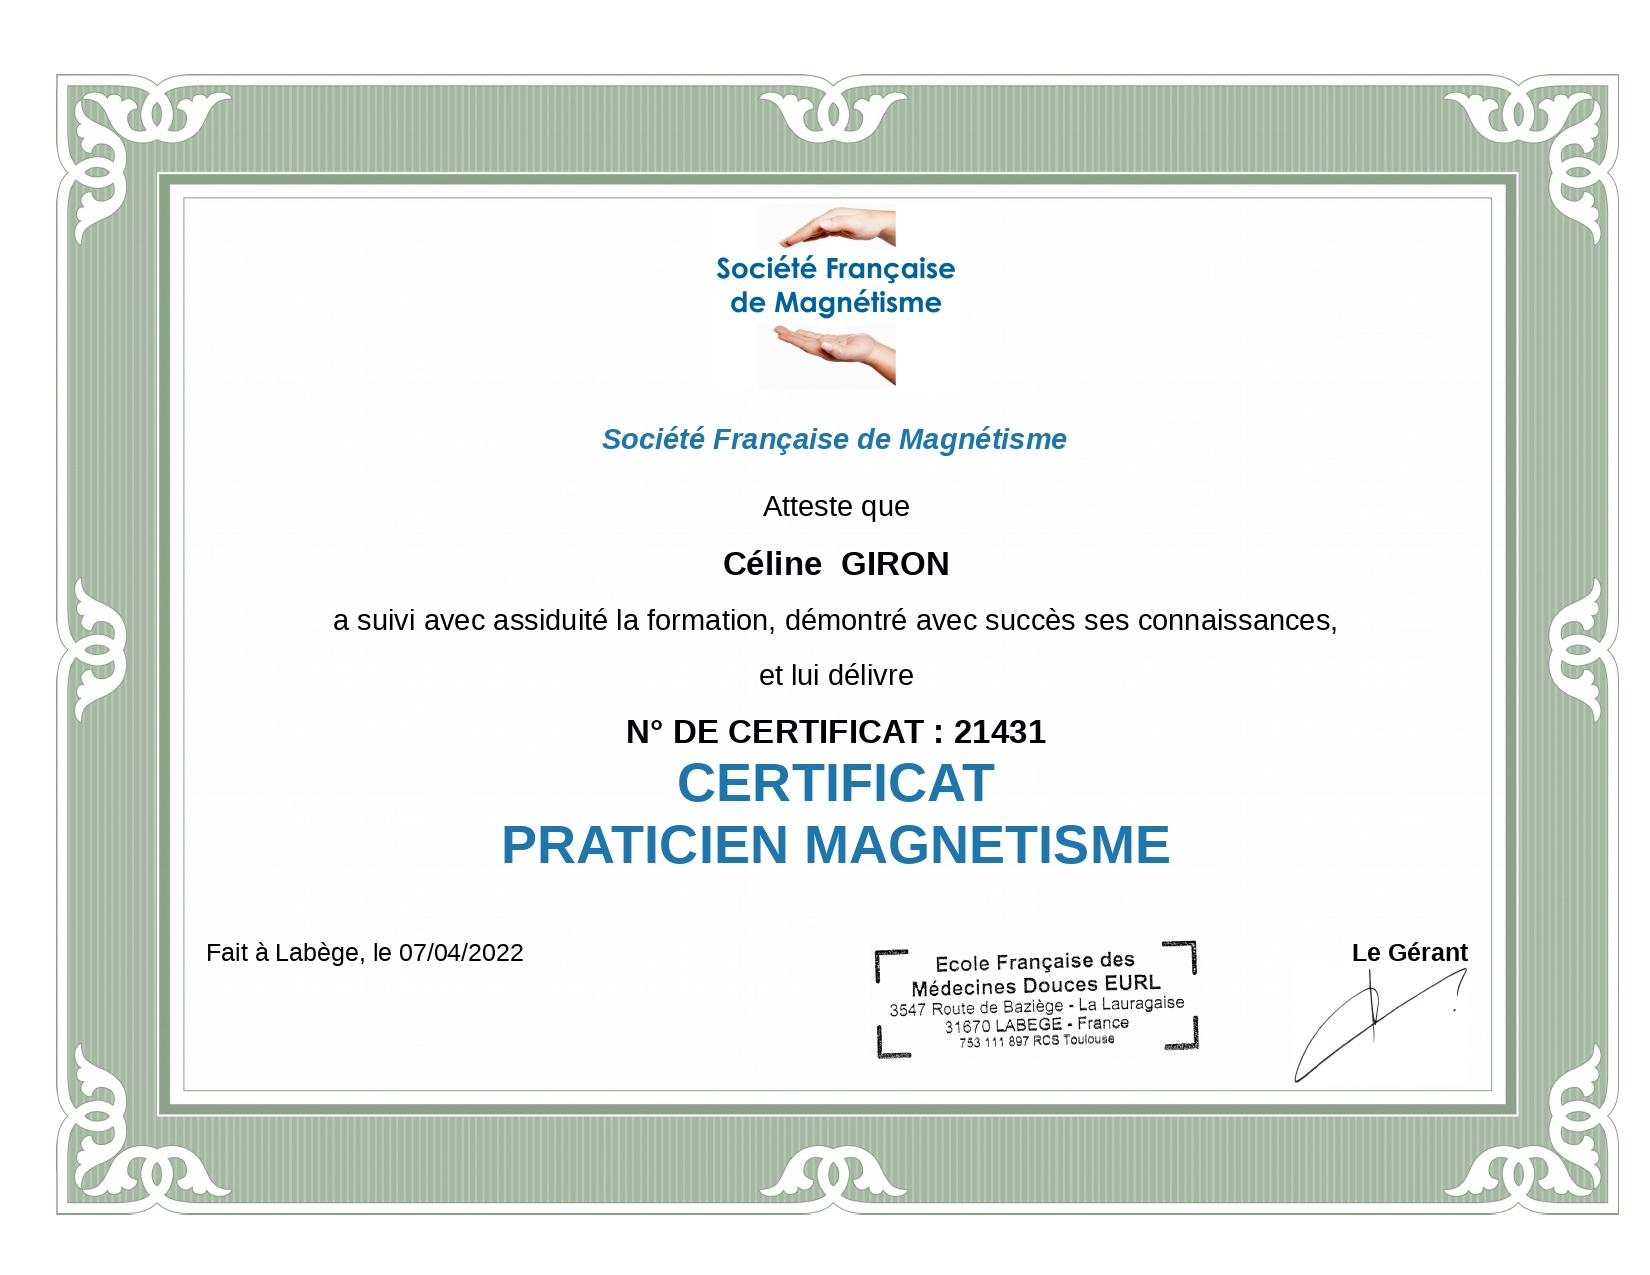 Société Française
de Magnétisme
Société Française de Magnétisme
Atteste que
Céline GIRON
a suivi avec assiduité la formation, démontré avec succès ses connaissances,
et lui délivre
N° DE CERTIFICAT : 21431
CERTIFICAT
PRATICIEN MAGNETISME
Fait à Labège, le 07/04/2022
Le Gérant
Ecole Française des
Médecines Douces EURL
3547 Route de Baziège - La Lauragaise
31670 LABEGE - France
753 111 897 RCS Toulouse